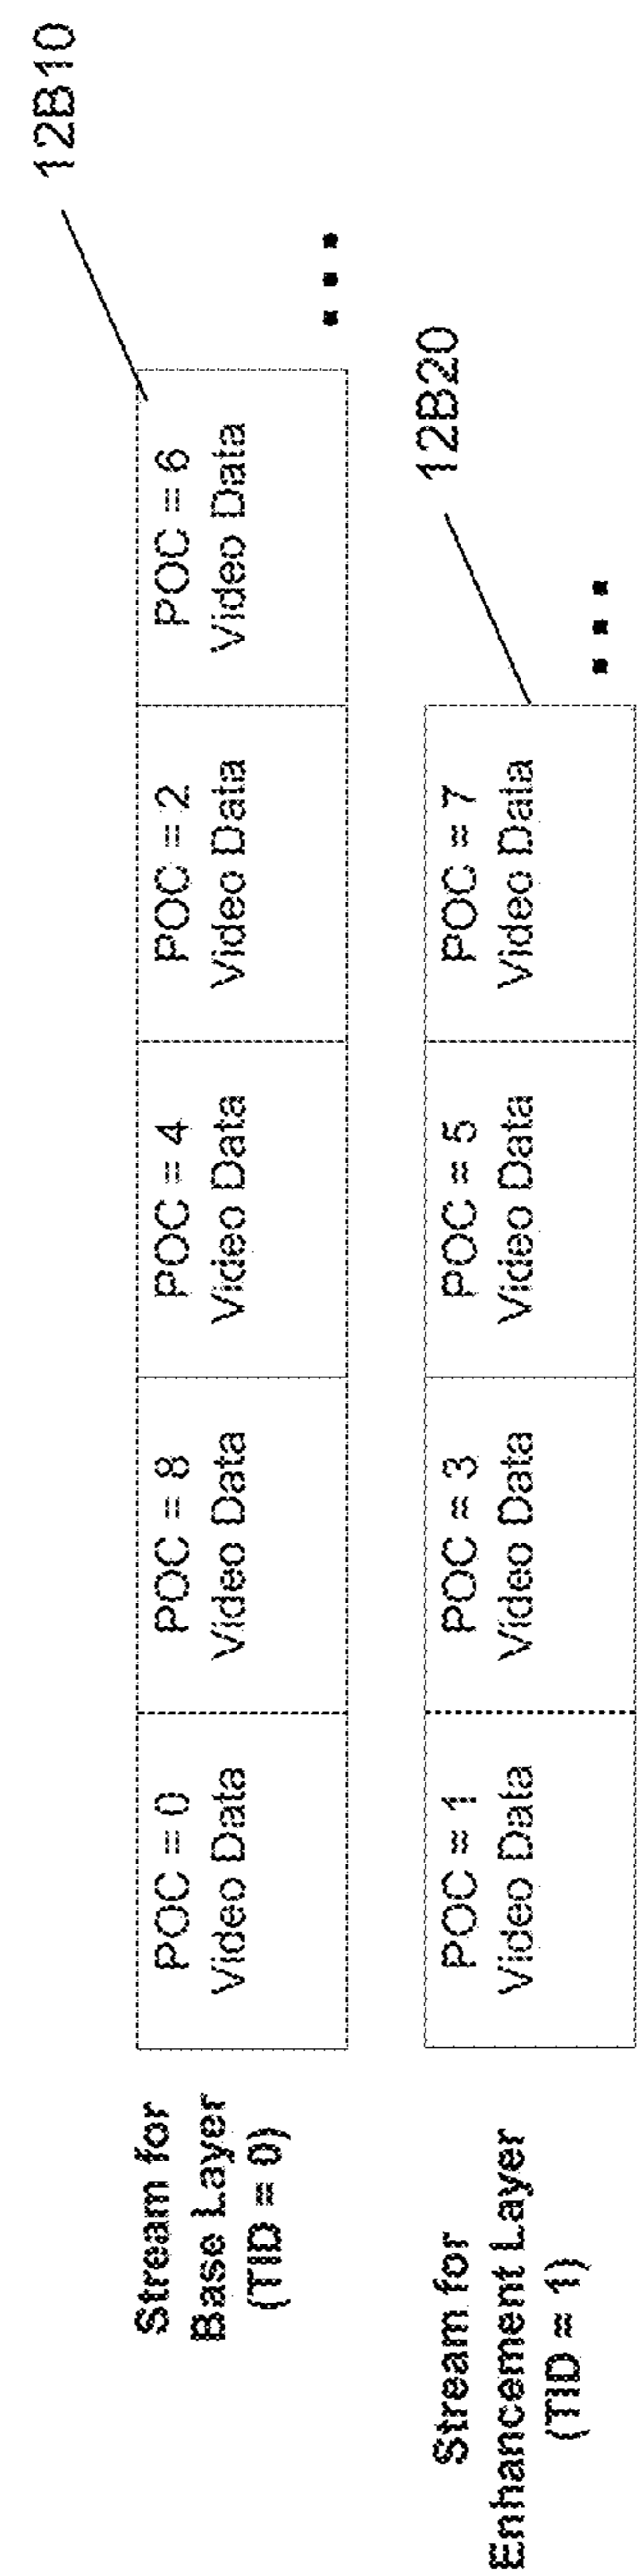 12B10
Stream for
Base Layer
(TID = 0)
POC = 0
Video Data
POC = 8
Video Data
POC = 4
Video Data
POC = 2
Video Data
POC = 6
Video Data
...
12B20
Stream for
Enhancement Layer
(TID = 1)
POC = 1
Video Data
POC = 3
Video Data
POC = 5
Video Data
POC = 7
Video Data
...